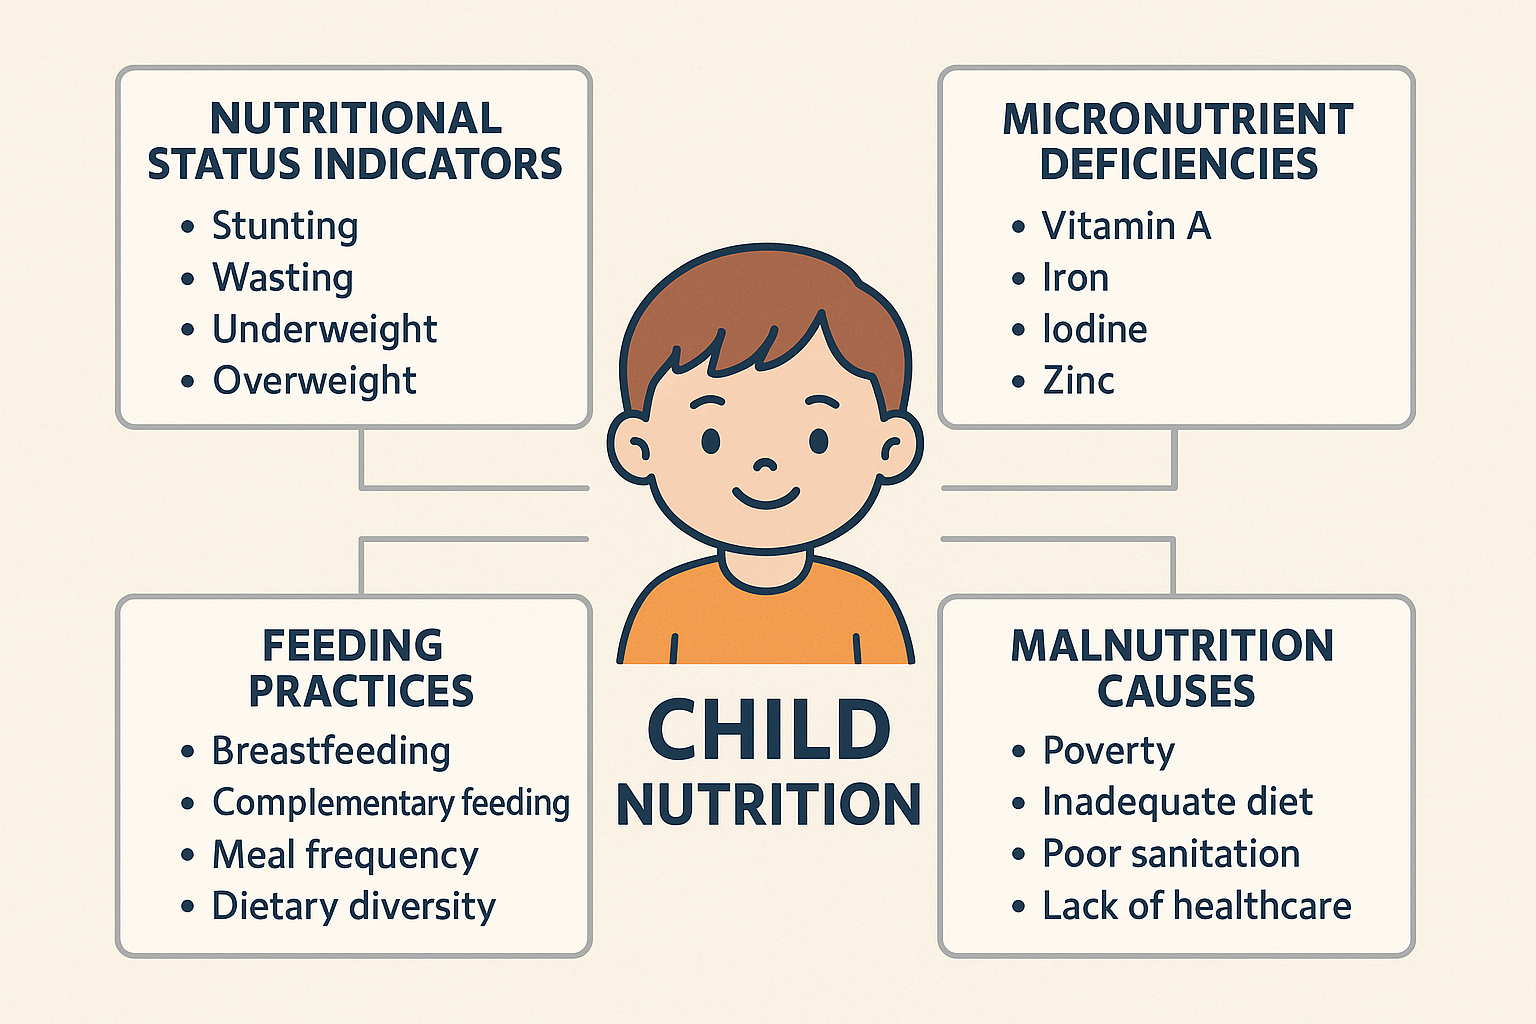 NUTRITIONAL
STATUS INDICATORS
• Stunting
• Wasting
• Underweight
• Overweight
MICRONUTRIENT
DEFICIENCIES
• Vitamin A
• Iron
• Iodine
• Zinc
FEEDING
PRACTICES
• Breastfeeding
• Complementary feeding
• Meal frequency
• Dietary diversity
CHILD
NUTRITION
MALNUTRITION
CAUSES
• Poverty
• Inadequate diet
• Poor sanitation
• Lack of healthcare